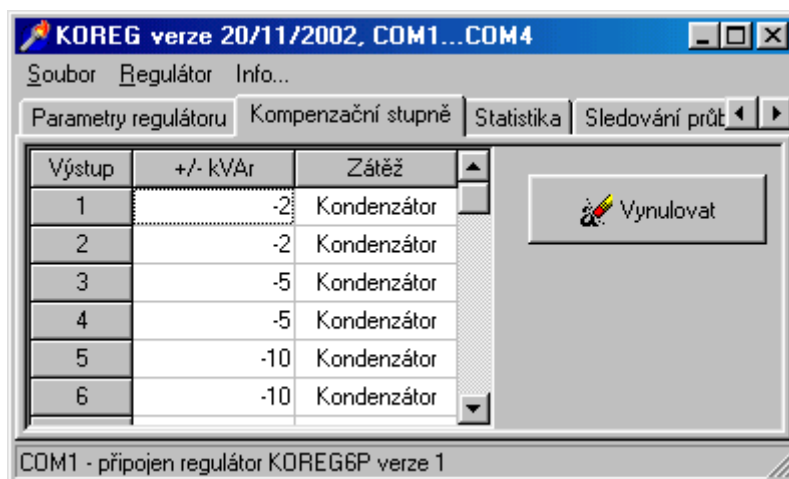 KOREG verze 20/11/2002, COM1...COM4
Soubor Regulátor Info...
Parametry regulátoru Kompenzační stupně Statistika Sledování průt
Výstup +/- kVAr Zátěž
Vynulovat
1 -2 Kondenzátor
2 -2 Kondenzátor
3 -5 Kondenzátor
4 -5 Kondenzátor
5 -10 Kondenzátor
6 -10 Kondenzátor
COM1 - připojen regulátor KOREG6P verze 1